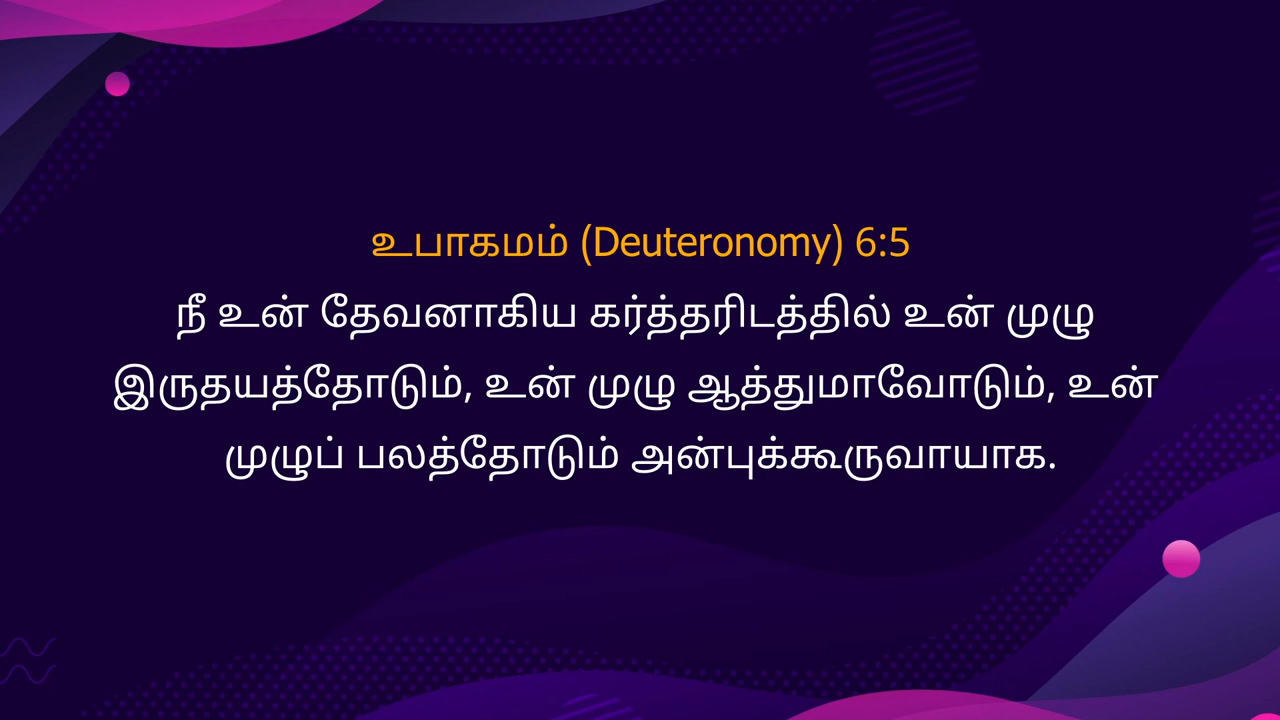 உபாகமம் (Deuteronomy) 6:5
நீ உன் தேவனாகிய கர்த்தரிடத்தில் உன் முழு
இருதயத்தோடும், உன் முழு ஆத்துமாவோடும், உன்
முழுப் பலத்தோடும் அன்புக்கூருவாயாக.